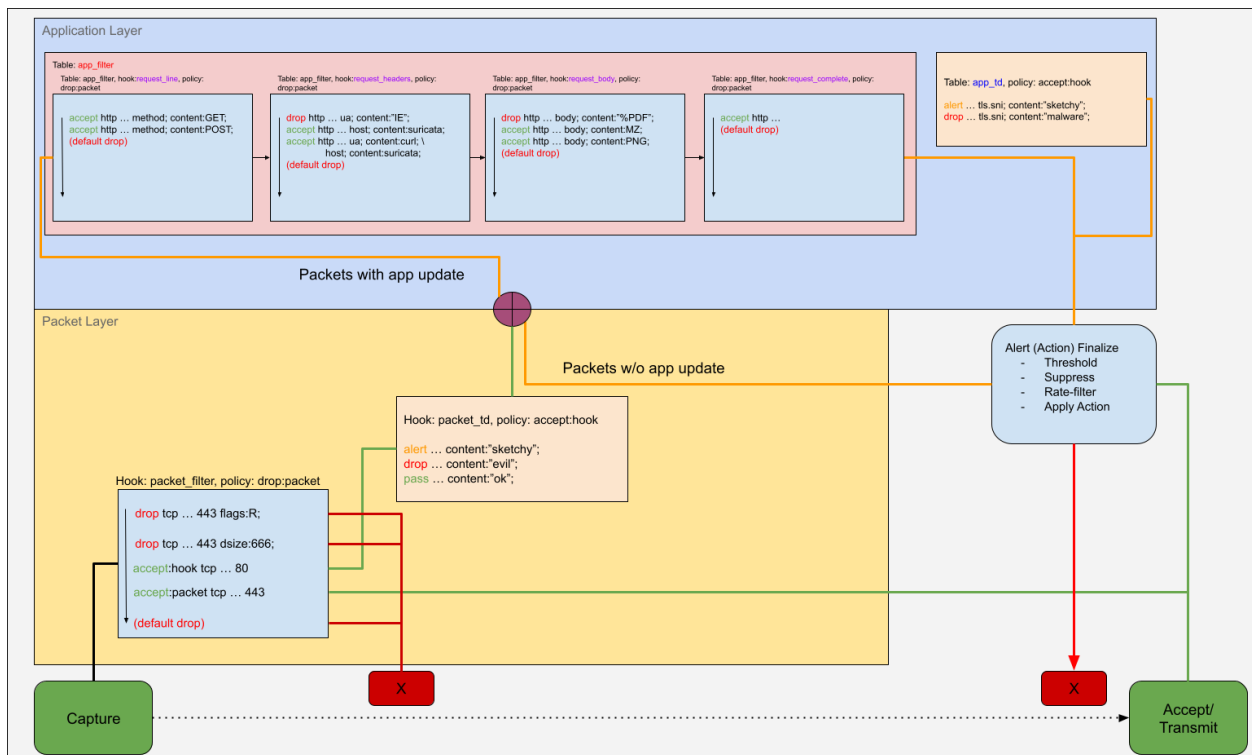 Application Layer
Table: app_filter
Table: app_filter, hook:request_line, policy:
drop:packet
accept http … method; content:GET;
accept http … method; content:POST;
(default drop)
Table: app_filter, hook:request_headers, policy:
drop:packet
drop http … ua; content:"IE";
accept http … host; content:suricata;
accept http … ua; content:curl; \
host; content:suricata;
(default drop)
Table: app_filter, hook:request_body, policy:
drop:packet
drop http … body; content:"%PDF";
accept http … body; content:MZ;
accept http … body; content:PNG;
(default drop)
Table: app_filter, hook:request_complete, policy:
drop:packet
accept http …
(default drop)
Table: app_td, policy: accept:hook
alert … tls.sni; content:"sketchy";
drop … tls.sni; content:"malware";
Packets with app update
Packet Layer
Packets w/o app update
Alert (Action) Finalize
- Threshold
- Suppress
- Rate-filter
- Apply Action
Hook: packet_td, policy: accept:hook
alert … content:"sketchy";
drop … content:"evil";
pass … content:"ok";
Hook: packet_filter, policy: drop:packet
drop tcp … 443 flags:R;
drop tcp … 443 dsize:666;
accept:hook tcp … 80
accept:packet tcp … 443
(default drop)
X
X
Capture
Accept/
Transmit